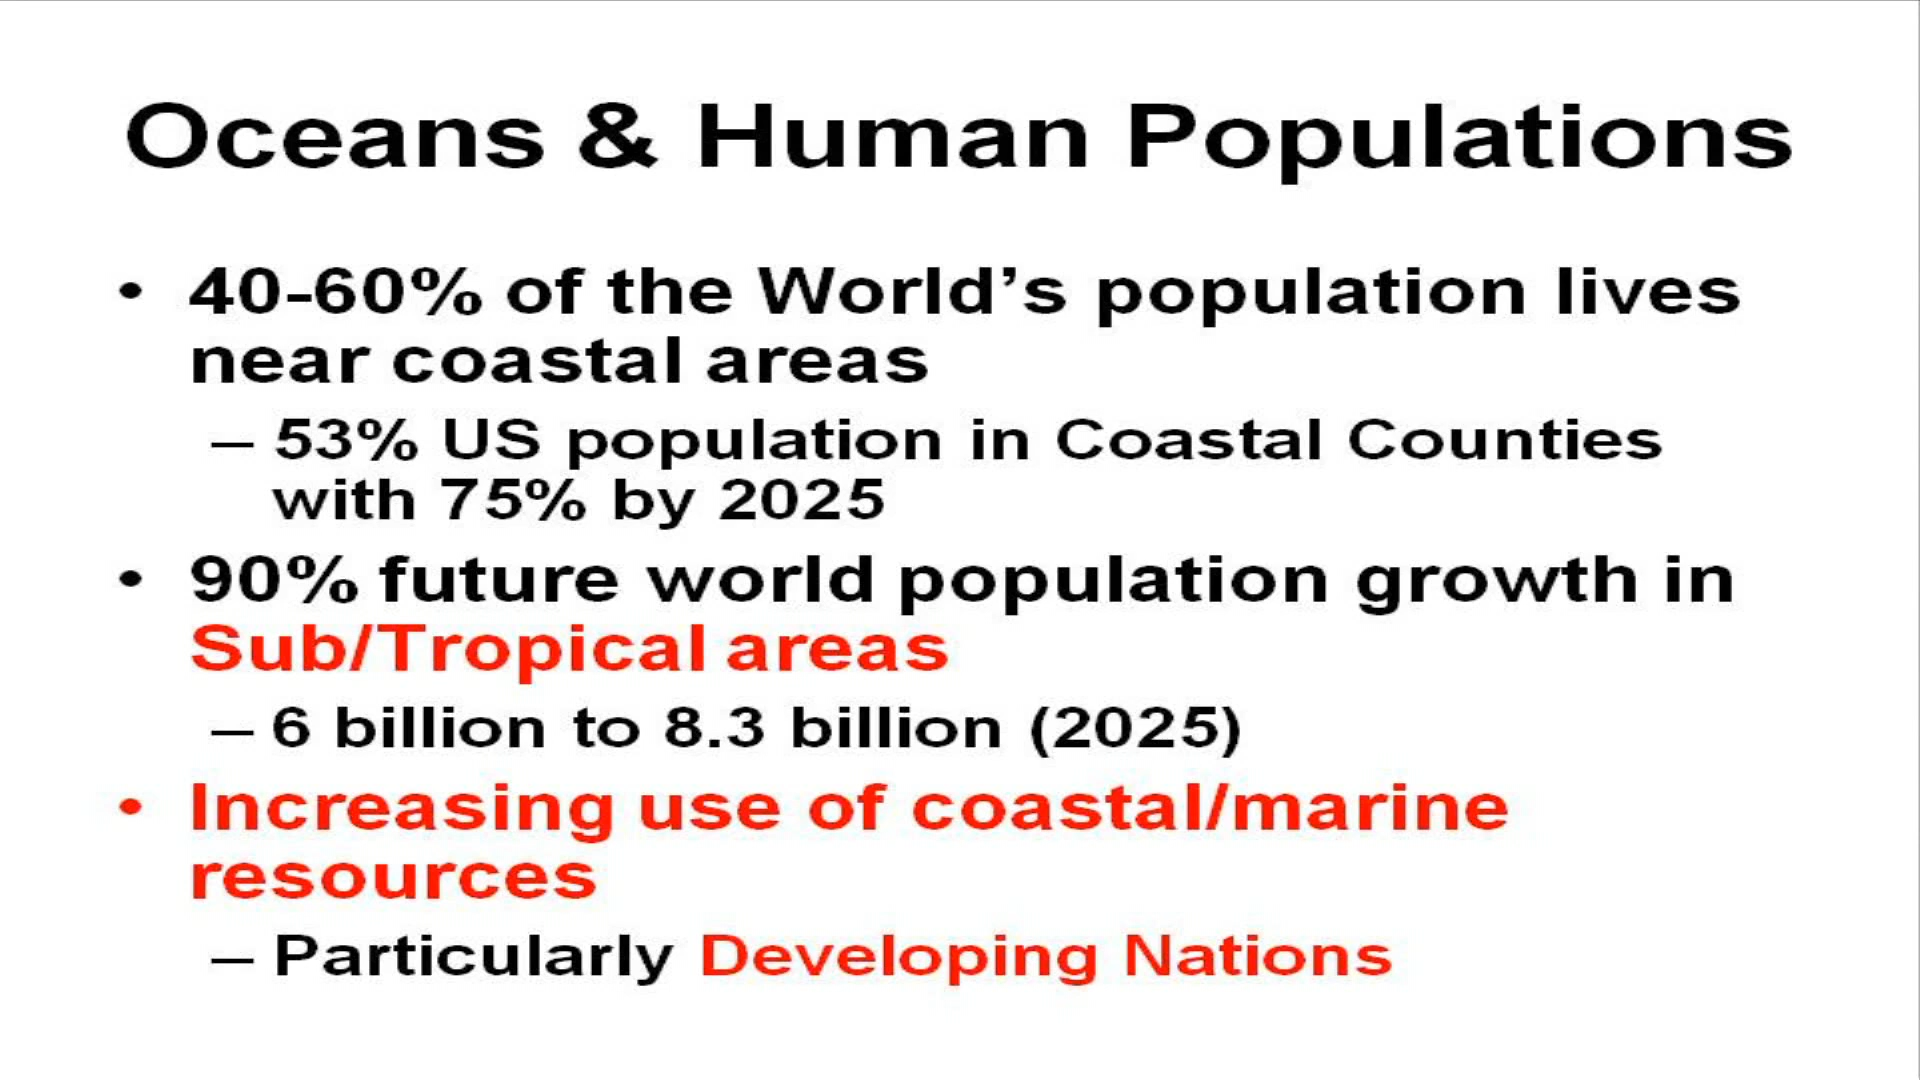 Oceans & Human Populations
• 40-60% of the World’s population lives
near coastal areas
– 53% US population in Coastal Counties
with 75% by 2025
• 90% future world population growth in
Sub/Tropical areas
– 6 billion to 8.3 billion (2025)
• Increasing use of coastal/marine
resources
– Particularly Developing Nations